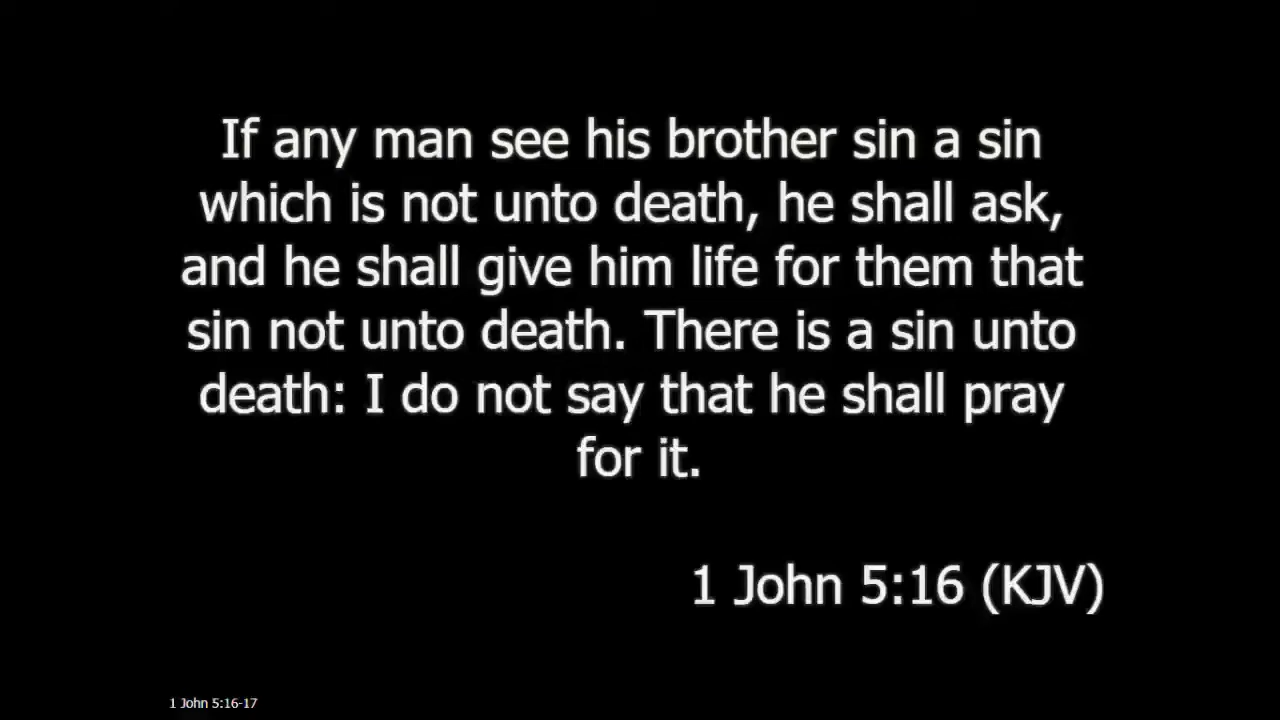 If any man see his brother sin a sin
which is not unto death, he shall ask,
and he shall give him life for them that
sin not unto death. There is a sin unto
death: I do not say that he shall pray
for it.
1 John 5:16 (KJV)
1 John 5:16-17